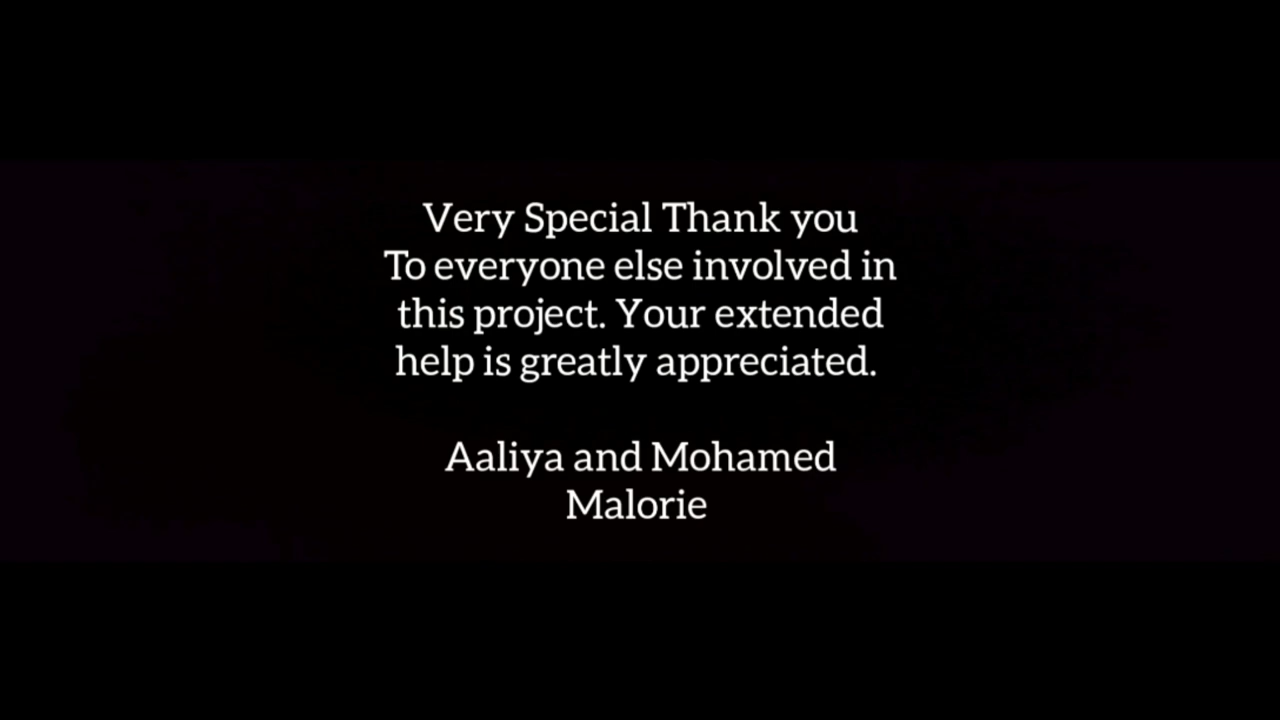 Very Special Thank you
To everyone else involved in
this project. Your extended
help is greatly appreciated.
Aaliya and Mohamed
Malorie